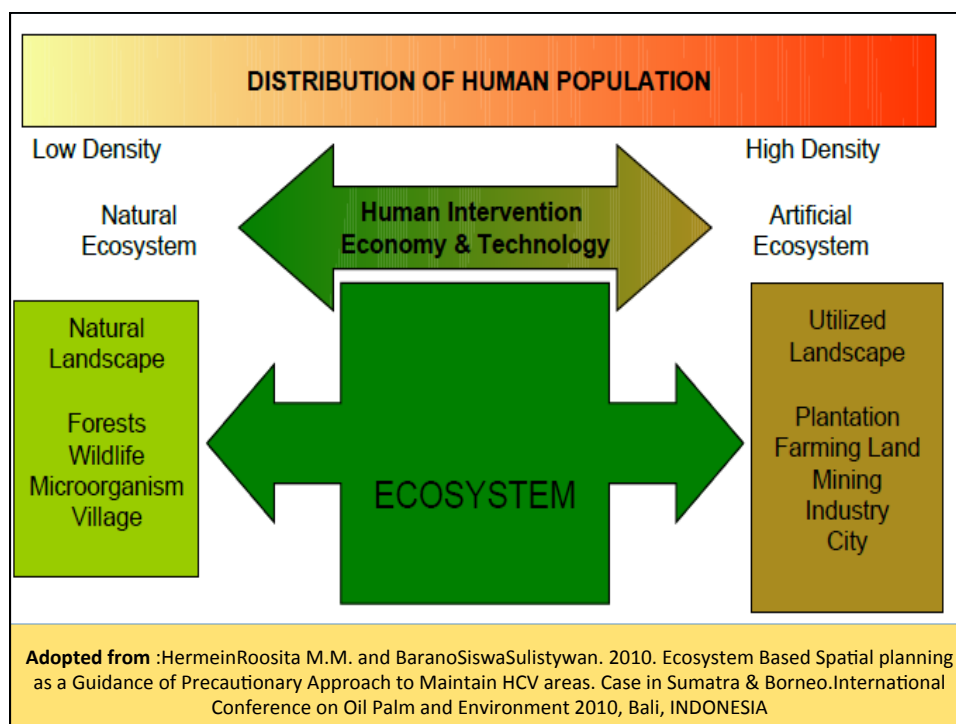 DISTRIBUTION OF HUMAN POPULATION
Low Density
High Density
Natural
Ecosystem
Human Intervention
Economy & Technology
Artificial
Ecosystem
Natural
Landscape
Forests
Wildlife
Microorganism
Village
ECOSYSTEM
Utilized
Landscape
Plantation
Farming Land
Mining
Industry
City
Adopted from :HermeinRoosita M.M. and BaranoSiswaSulistywan. 2010. Ecosystem Based Spatial planning
as a Guidance of Precautionary Approach to Maintain HCV areas. Case in Sumatra & Borneo.International
Conference on Oil Palm and Environment 2010, Bali, INDONESIA